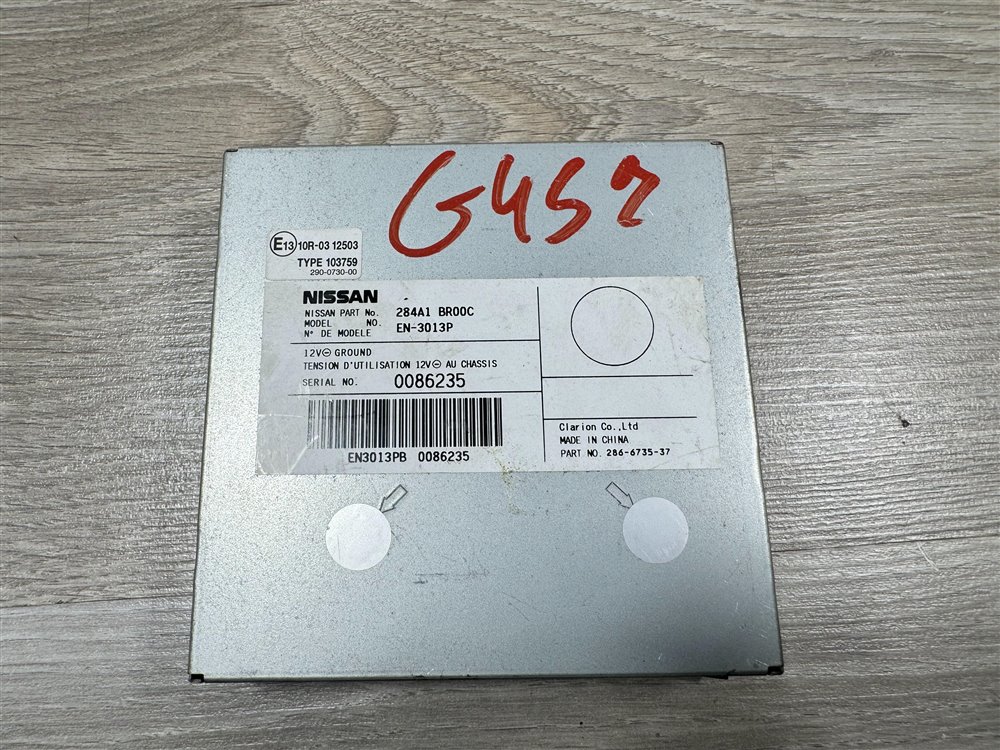 G457
E13 10R-03 12503
TYPE 103759
290-0730-00
NISSAN
NISSAN PART No. 284A1 BR00C
MODEL NO. EN-3013P
N° DE MODELE
12V⊖ GROUND
TENSION D'UTILISATION 12V⊖ AU CHASSIS
SERIAL NO. 0086235
EN3013PB 0086235
Clarion Co.,Ltd
MADE IN CHINA
PART NO. 286-6735-37